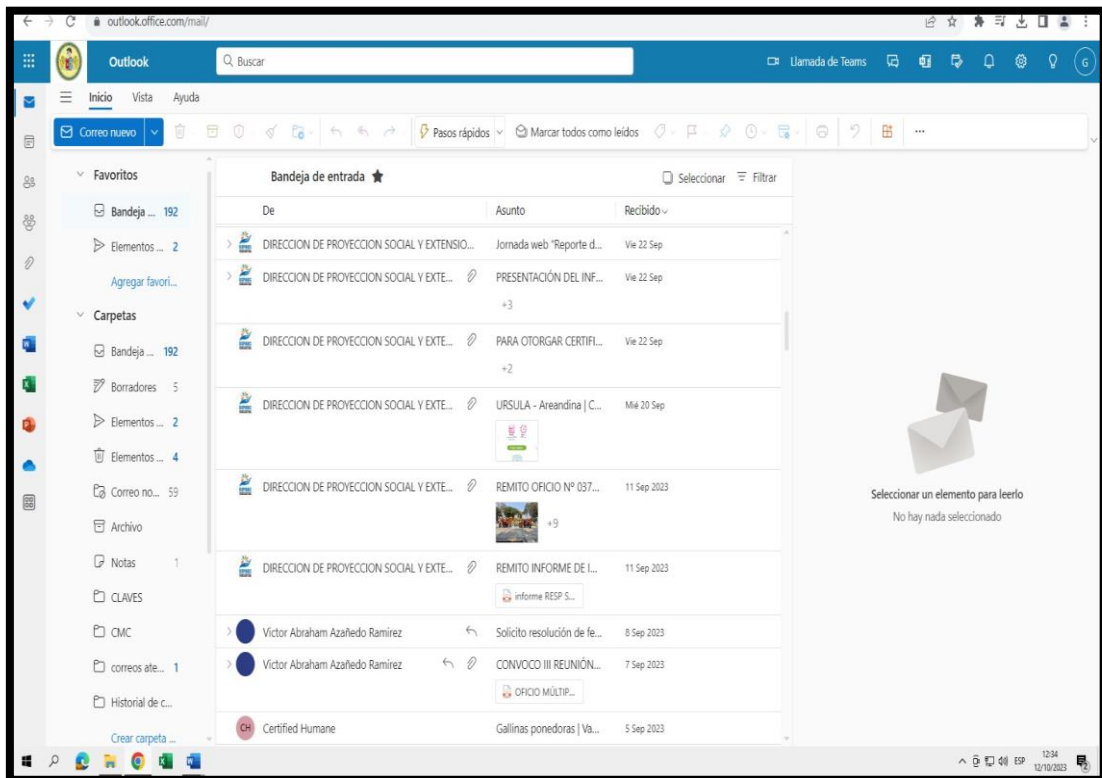 outlook.office.com/mail/
Outlook
Buscar
Llamada de Teams
G
Inicio Vista Ayuda
Correo nuevo
Pasos rápidos
Marcar todos como leídos
Favoritos
Bandeja ... 192
Elementos ... 2
Agregar favori...
Carpetas
Bandeja ... 192
Borradores 5
Elementos ... 2
Elementos ... 4
Correo no... 59
Archivo
Notas 1
CLAVES
CMC
correos ate... 1
Historial de c...
Crear carpeta ...
Bandeja de entrada
Seleccionar
Filtrar
De Asunto Recibido
DIRECCION DE PROYECCION SOCIAL Y EXTENSIO... Jornada web "Reporte d... Vie 22 Sep
DIRECCION DE PROYECCION SOCIAL Y EXTE... PRESENTACIÓN DEL INF... Vie 22 Sep
+3
DIRECCION DE PROYECCION SOCIAL Y EXTE... PARA OTORGAR CERTIFI... Vie 22 Sep
+2
DIRECCION DE PROYECCION SOCIAL Y EXTE... URSULA - Areandina | C... Mié 20 Sep
DIRECCION DE PROYECCION SOCIAL Y EXTE... REMITO OFICIO Nº 037... 11 Sep 2023
+9
DIRECCION DE PROYECCION SOCIAL Y EXTE... REMITO INFORME DE I... 11 Sep 2023
informe RESP S...
Victor Abraham Azañedo Ramirez Solicito resolución de fe... 8 Sep 2023
Victor Abraham Azañedo Ramirez CONVOCO III REUNIÓN... 7 Sep 2023
OFICIO MÚLTIP...
CH Certified Humane Gallinas ponedoras | Va... 5 Sep 2023
Seleccionar un elemento para leerlo
No hay nada seleccionado
ESP
12:34
12/10/2023
2